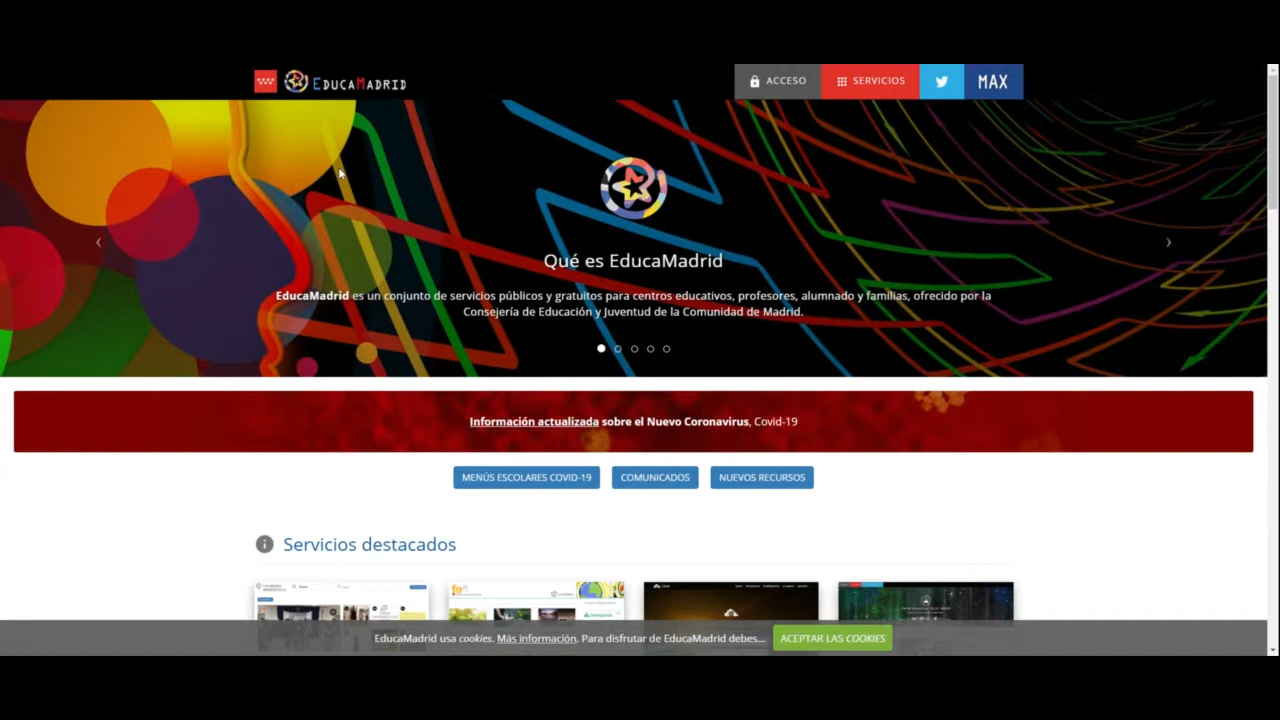 EDUCAMADRID
ACCESO
SERVICIOS
MAX
Qué es EducaMadrid
EducaMadrid es un conjunto de servicios públicos y gratuitos para centros educativos, profesores, alumnado y familias, ofrecido por la
Consejería de Educación y Juventud de la Comunidad de Madrid.
Información actualizada sobre el Nuevo Coronavirus, Covid-19
MENÚS ESCOLARES COVID-19
COMUNICADOS
NUEVOS RECURSOS
Servicios destacados
EducaMadrid usa cookies. Más información. Para disfrutar de EducaMadrid debes...
ACEPTAR LAS COOKIES